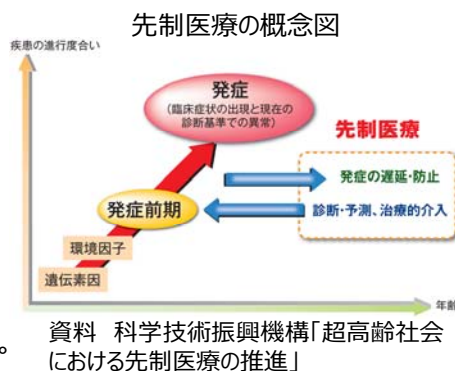 先制医療の概念図
疾患の進行度合い
発症
(臨床症状の出現と現在の
診断基準での異常)
先制医療
発症の遅延・防止
発症前期
診断・予測、治療的介入
環境因子
遺伝素因
年齢
。
資料 科学技術振興機構「超高齢社会
における先制医療の推進」